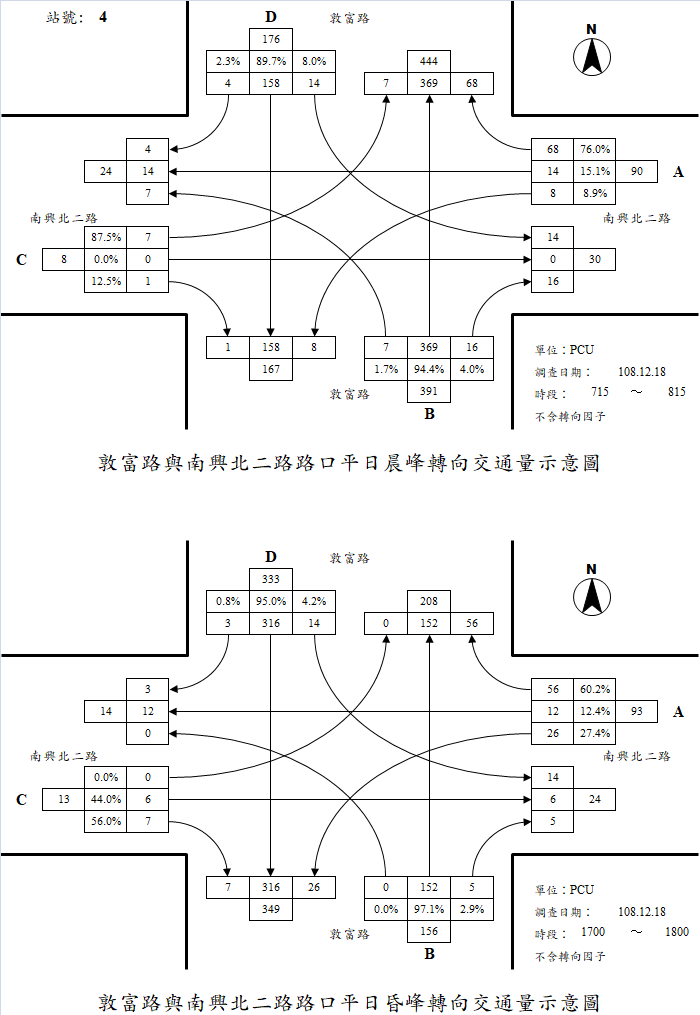 站號： 4
D 敦富路
176
2.3% 89.7% 8.0%
4 158 14
444
7 369 68
N
4
24 14
7
68 76.0%
14 15.1% 90
8 8.9%
A
南興北二路
南興北二路
C
87.5% 7
8 0.0% 0
12.5% 1
14
0 30
16
1 158 8
167
7 369 16
1.7% 94.4% 4.0%
391
敦富路
B
單位：PCU
調查日期： 108.12.18
時段： 715 ～ 815
不含轉向因子
敦富路與南興北二路路口平日晨峰轉向交通量示意圖
D 敦富路
333
0.8% 95.0% 4.2%
3 316 14
208
0 152 56
N
3
14 12
0
56 60.2%
12 12.4% 93
26 27.4%
A
南興北二路
南興北二路
C
0.0% 0
13 44.0% 6
56.0% 7
14
6 24
5
7 316 26
349
0 152 5
0.0% 97.1% 2.9%
156
敦富路
B
單位：PCU
調查日期： 108.12.18
時段： 1700 ～ 1800
不含轉向因子
敦富路與南興北二路路口平日昏峰轉向交通量示意圖